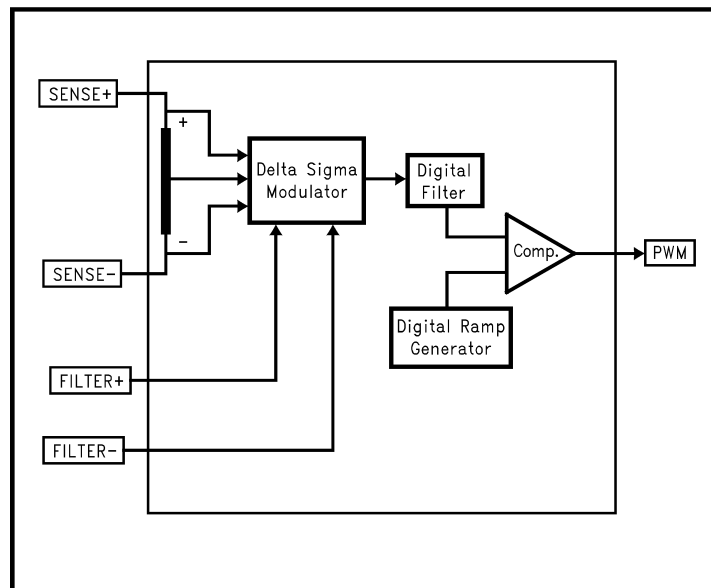 SENSE+
+
Delta Sigma
Modulator
Digital
Filter
-
SENSE-
Comp.
PWM
Digital Ramp
Generator
FILTER+
FILTER-